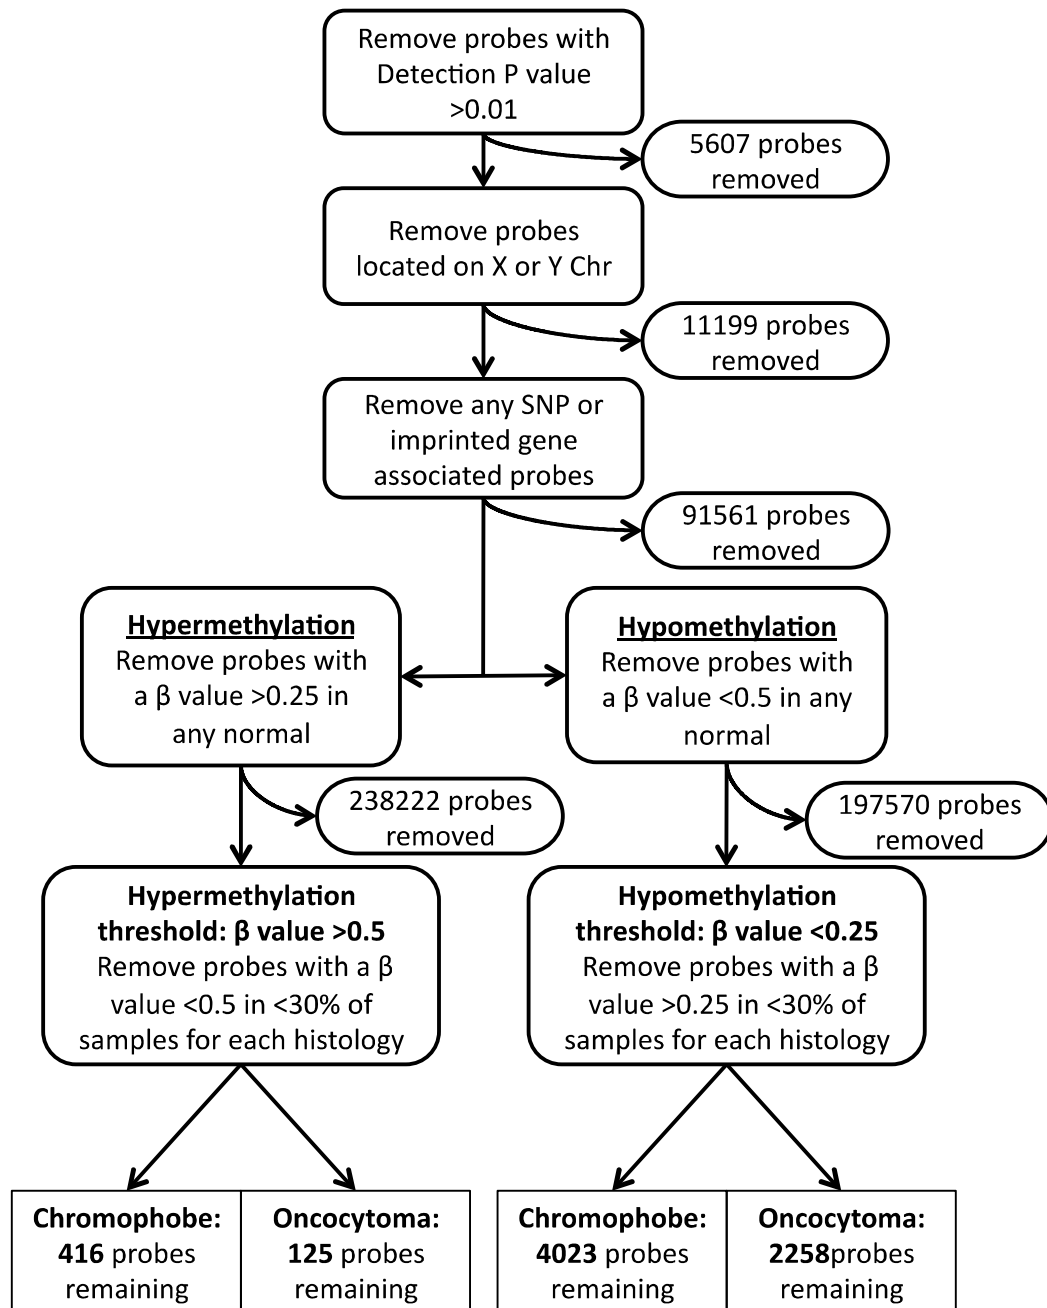 Remove probes with
Detection P value
>0.01
5607 probes
removed
Remove probes
located on X or Y Chr
11199 probes
removed
Remove any SNP or
imprinted gene
associated probes
91561 probes
removed
Hypermethylation
Remove probes with
a β value >0.25 in
any normal
Hypomethylation
Remove probes with
a β value <0.5 in any
normal
238222 probes
removed
197570 probes
removed
Hypermethylation
threshold: β value >0.5
Remove probes with a β
value <0.5 in <30% of
samples for each histology
Hypomethylation
threshold: β value <0.25
Remove probes with a β
value >0.25 in <30% of
samples for each histology
Chromophobe:
416 probes
remaining
Oncocytoma:
125 probes
remaining
Chromophobe:
4023 probes
remaining
Oncocytoma:
2258probes
remaining